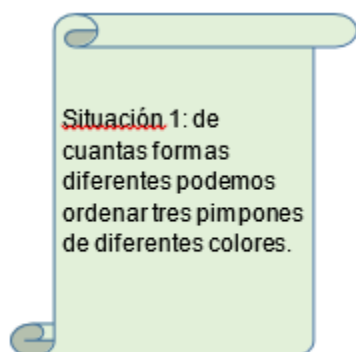 Situación 1: de
cuantas formas
diferentes podemos
ordenar tres pimpones
de diferentes colores.